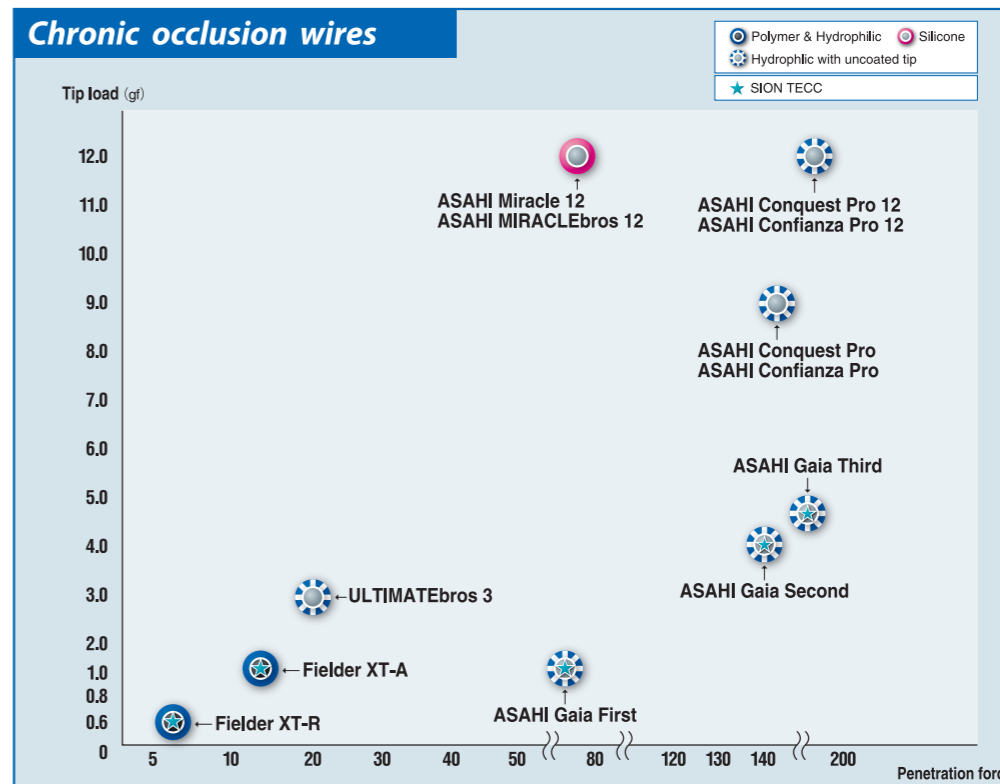 Chronic occlusion wires
Polymer & Hydrophilic
Silicone
Hydrophlic with uncoated tip
SION TECC
Tip load (gf)
12.0
11.0
10.0
9.0
8.0
7.0
6.0
5.0
4.0
3.0
2.0
1.0
0.8
0.6
0
ASAHI Miracle 12
ASAHI MIRACLEbros 12
ASAHI Conquest Pro 12
ASAHI Confianza Pro 12
ASAHI Conquest Pro
ASAHI Confianza Pro
ASAHI Gaia Third
ASAHI Gaia Second
ULTIMATEbros 3
Fielder XT-A
ASAHI Gaia First
Fielder XT-R
5 10 20 30 40 50 80 120 130 140 200
Penetration forc